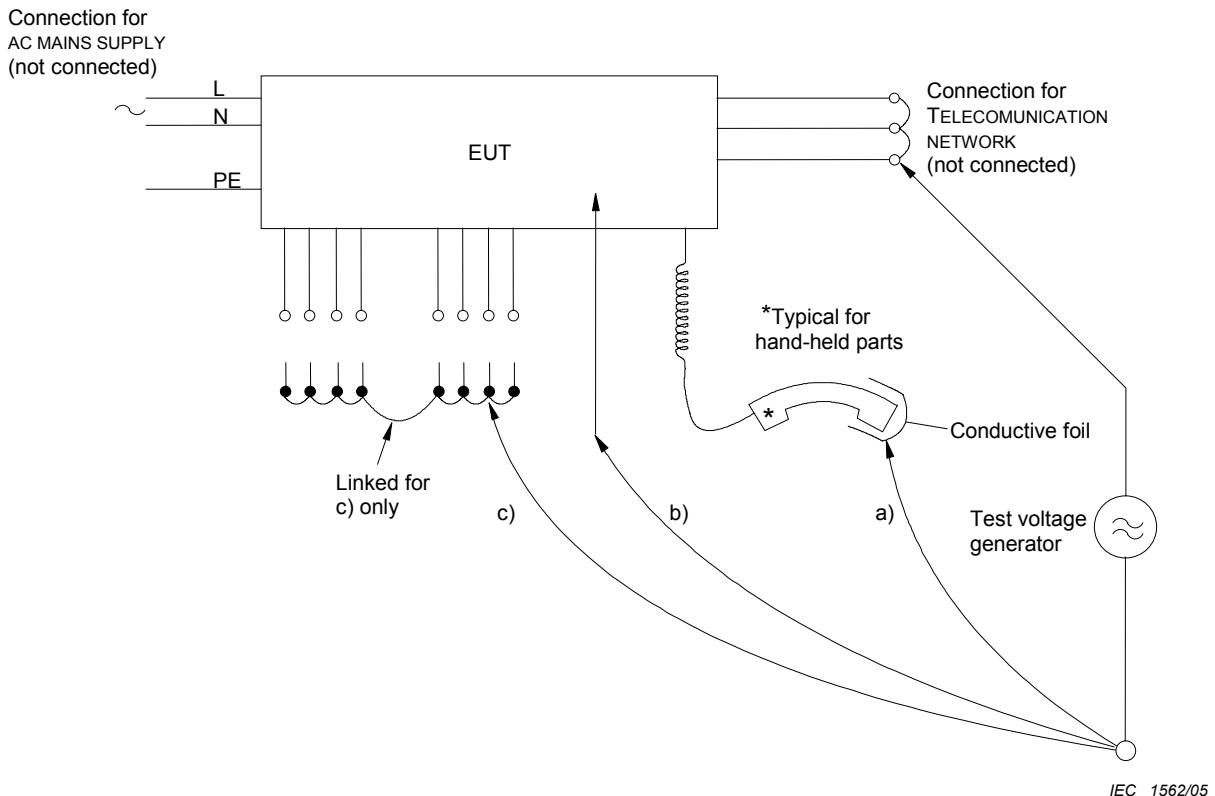 Connection for
AC MAINS SUPPLY
(not connected)
L
N
PE
EUT
Connection for
TELECOMUNICATION
NETWORK
(not connected)
*Typical for
hand-held parts
*
Conductive foil
Linked for
c) only
c)
b)
a)
Test voltage
generator
IEC 1562/05